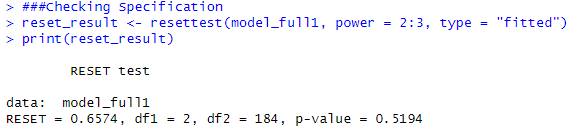 > ###Checking Specification
> reset_result <- resettest(model_full1, power = 2:3, type = "fitted")
> print(reset_result)
RESET test
data:  model_full1
RESET = 0.6574, df1 = 2, df2 = 184, p-value = 0.5194